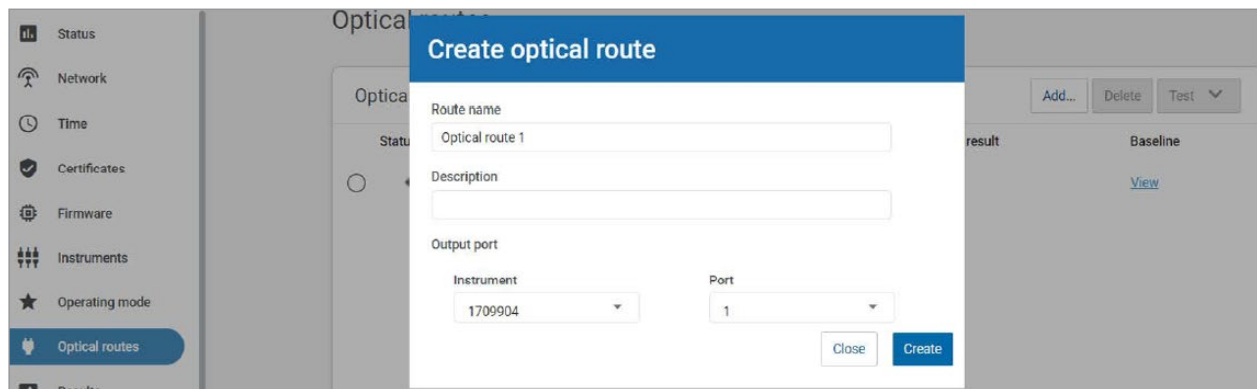 Status
Network
Time
Certificates
Firmware
Instruments
Operating mode
Optical routes
Optical
Optica
Add...
Delete
Test
Statu
result
Baseline
View
Create optical route
Route name
Optical route 1
Description
Output port
Instrument
Port
1709904
1
Close
Create